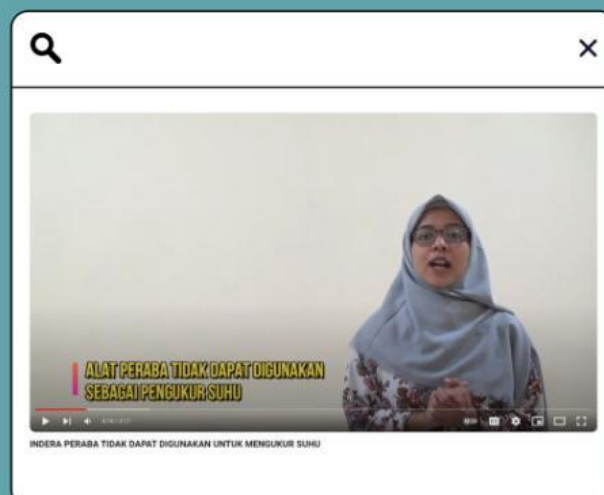 ALAT PERABA TIDAK DAPAT DIGUNAKAN
SEBAGAI PENGUKUR SUHU
INDERA PERABA TIDAK DAPAT DIGUNAKAN UNTUK MENGUKUR SUHU